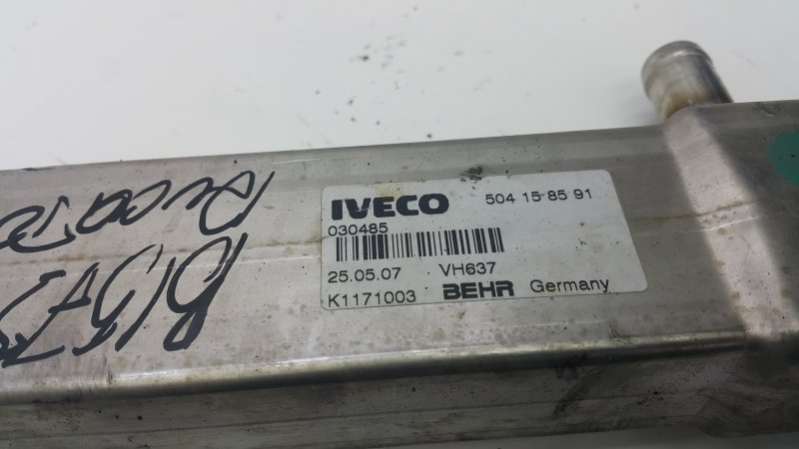 IVECO 504 15 85 91
030485
25.05.07 VH637
K1171003 BEHR Germany